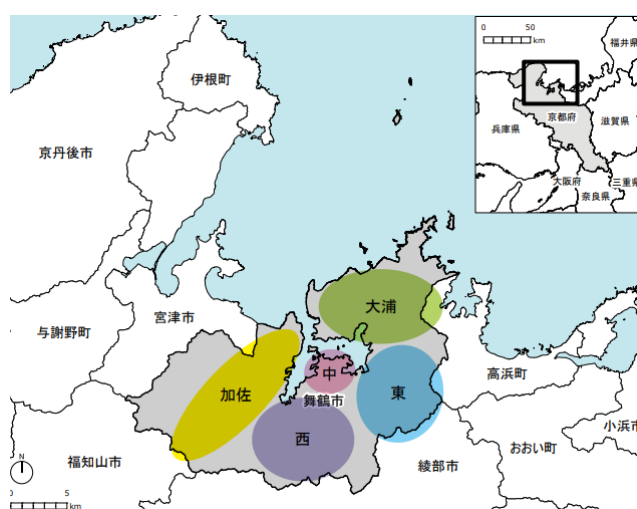 0 50
km
福井県
京都府
兵庫県
滋賀県
大阪府
三重県
奈良県
伊根町
京丹後市
宮津市
与謝野町
大浦
中
舞鶴市
加佐
東
西
高浜町
小浜市
おおい町
綾部市
福知山市
N
0 5
km